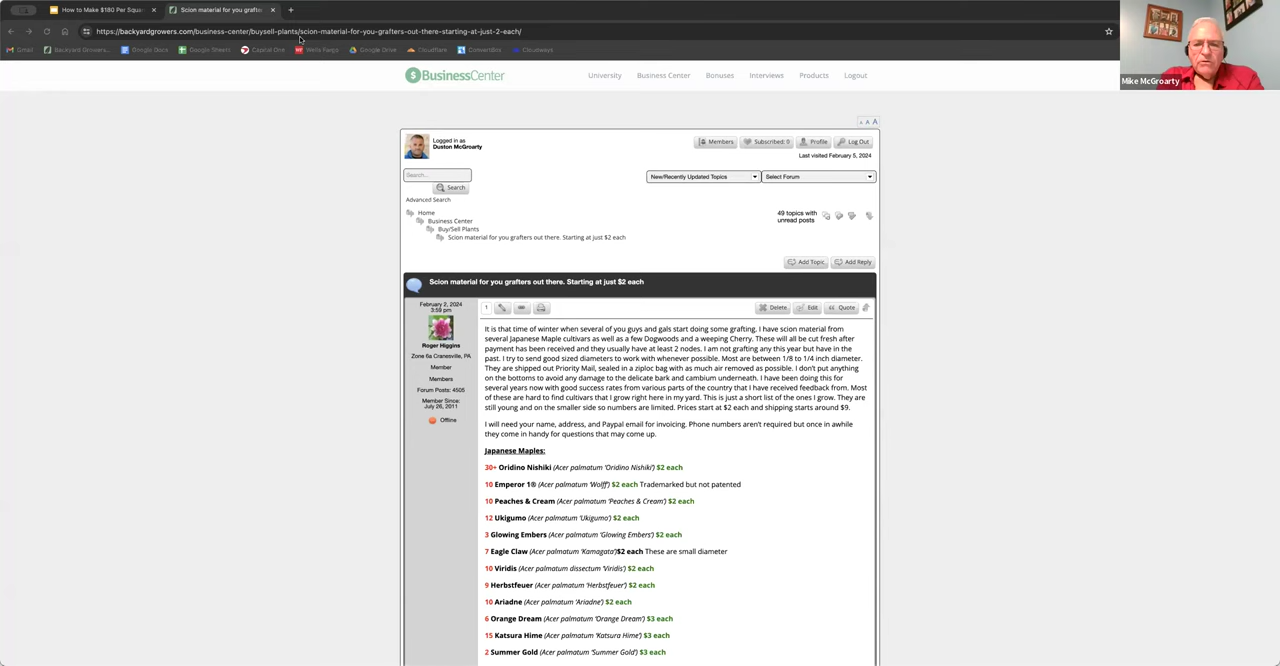 How to Make $180 Per Squar
Scion material for you grafte
https://backyardgrowers.com/business-center/buysell-plants/scion-material-for-you-grafters-out-there-starting-at-just-2-each/
Gmail
Backyard Growers...
Google Docs
Google Sheets
Capital One
Wells Fargo
Google Drive
Cloudflare
ConvertBox
Cloudways
Mike McGroarty
BusinessCenter
University
Business Center
Bonuses
Interviews
Products
Logout
A A A
Logged in as
Duston McGroarty
Members
Subscribed: 0
Profile
Log Out
Last visited February 5, 2024
Search...
Search
Advanced Search
New/Recently Updated Topics
Select Forum
Home
Business Center
Buy/Sell Plants
Scion material for you grafters out there. Starting at just $2 each
49 topics with
unread posts
Add Topic
Add Reply
Scion material for you grafters out there. Starting at just $2 each
February 2, 2024
3:59 pm
Roger Higgins
Zone 6a Cranesville, PA
Member
Members
Forum Posts: 4505
Member Since:
July 26, 2011
Offline
1
Delete
Edit
Quote
It is that time of winter when several of you guys and gals start doing some grafting. I have scion material from
several Japanese Maple cultivars as well as a few Dogwoods and a weeping Cherry. These will all be cut fresh after
payment has been received and they usually have at least 2 nodes. I am not grafting any this year but have in the
past. I try to send good sized diameters to work with whenever possible. Most are between 1/8 to 1/4 inch diameter.
They are shipped out Priority Mail, sealed in a ziploc bag with as much air removed as possible. I don't put anything
on the bottoms to avoid any damage to the delicate bark and cambium underneath. I have been doing this for
several years now with good success rates from various parts of the country that I have received feedback from. Most
of these are hard to find cultivars that I grow right here in my yard. This is just a short list of the ones I grow. They are
still young and on the smaller side so numbers are limited. Prices start at $2 each and shipping starts around $9.
I will need your name, address, and Paypal email for invoicing. Phone numbers aren't required but once in awhile
they come in handy for questions that may come up.
Japanese Maples:
30+ Oridino Nishiki (Acer palmatum 'Oridino Nishiki') $2 each
10 Emperor 1® (Acer palmatum 'Wolff') $2 each Trademarked but not patented
10 Peaches & Cream (Acer palmatum 'Peaches & Cream') $2 each
12 Ukigumo (Acer palmatum 'Ukigumo') $2 each
3 Glowing Embers (Acer palmatum 'Glowing Embers') $2 each
7 Eagle Claw (Acer palmatum 'Kamagata')$2 each These are small diameter
10 Viridis (Acer palmatum dissectum 'Viridis') $2 each
9 Herbstfeuer (Acer palmatum 'Herbstfeuer') $2 each
10 Ariadne (Acer palmatum 'Ariadne') $2 each
6 Orange Dream (Acer palmatum 'Orange Dream') $3 each
15 Katsura Hime (Acer palmatum 'Katsura Hime') $3 each
2 Summer Gold (Acer palmatum 'Summer Gold') $3 each